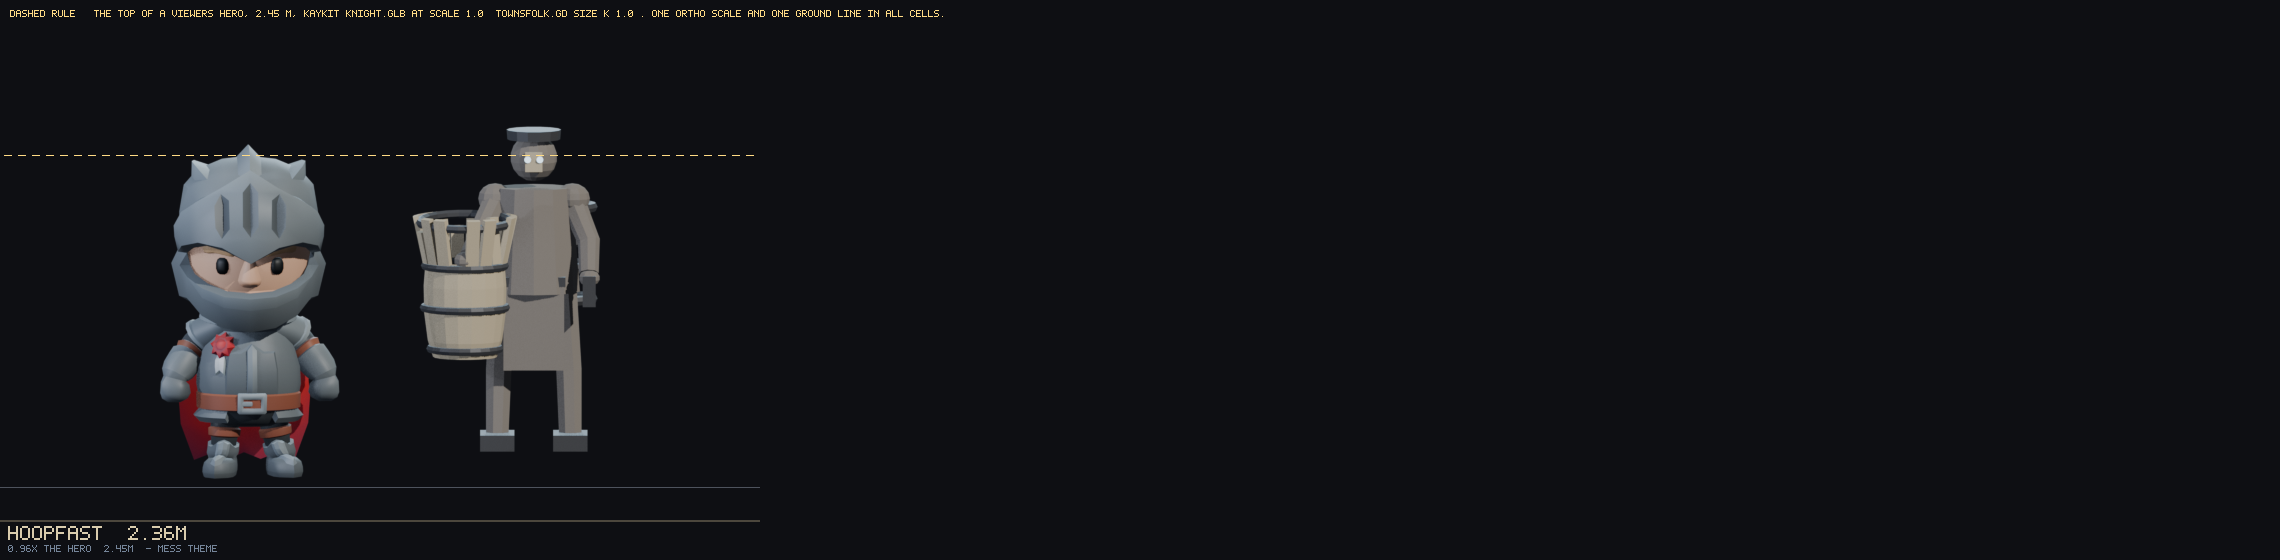 DASHED RULE   THE TOP OF A VIEWERS HERO, 2.45 M, KAYKIT KNIGHT.GLB AT SCALE 1.0  TOWNSFOLK.GD SIZE K 1.0 . ONE ORTHO SCALE AND ONE GROUND LINE IN ALL CELLS.
HOOPFAST  2.36M
0.96X THE HERO  2.45M  - MESS THEME